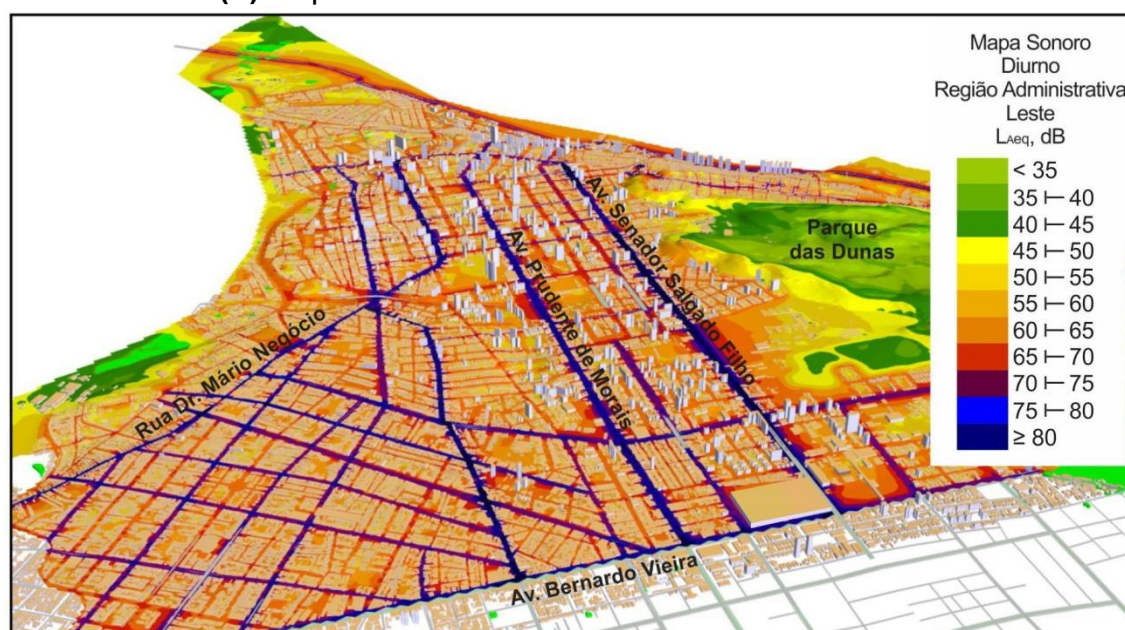 Mapa Sonoro
Diurno
Região Administrativa
Leste
LAeq, dB
< 35
35 ⊢ 40
40 ⊢ 45
45 ⊢ 50
50 ⊢ 55
55 ⊢ 60
60 ⊢ 65
65 ⊢ 70
70 ⊢ 75
75 ⊢ 80
≥ 80
Av. Senador Salgado Filho
Parque
das Dunas
Av. Prudente de Morais
Rua Dr. Mário Negócio
Av. Bernardo Vieira